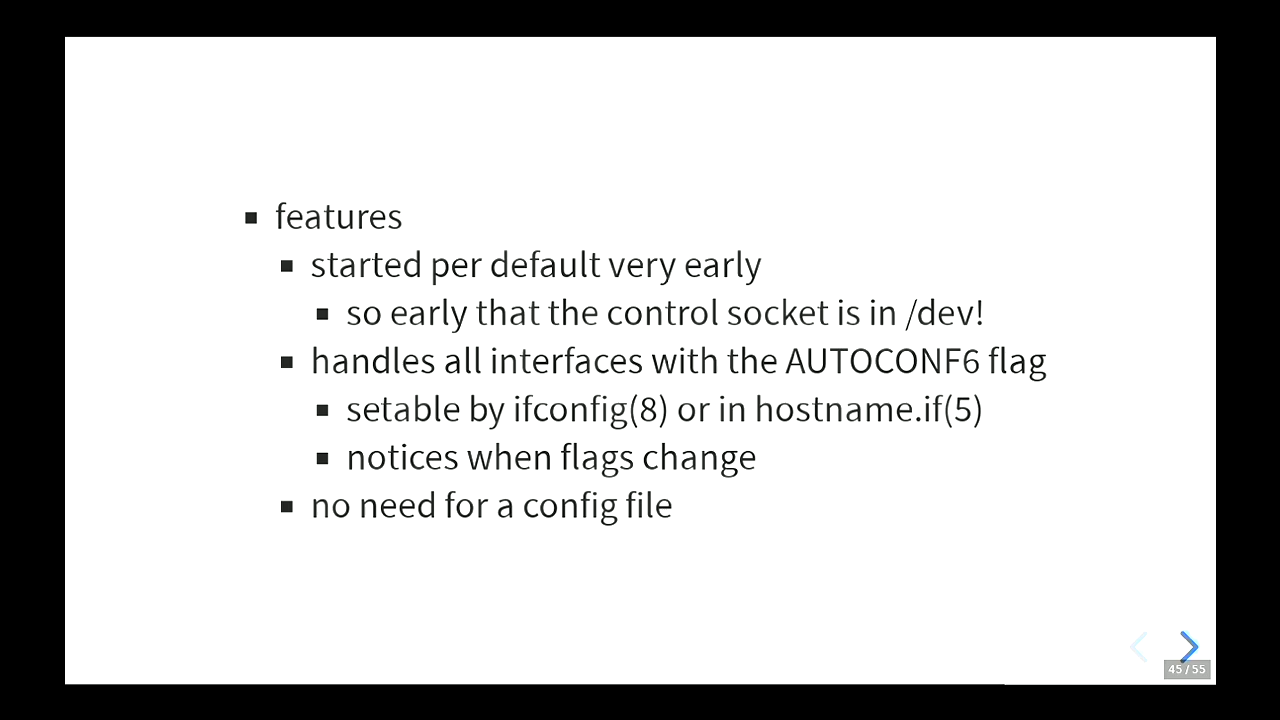 features
started per default very early
so early that the control socket is in /dev!
handles all interfaces with the AUTOCONF6 flag
setable by ifconfig(8) or in hostname.if(5)
notices when flags change
no need for a config file
45 / 55